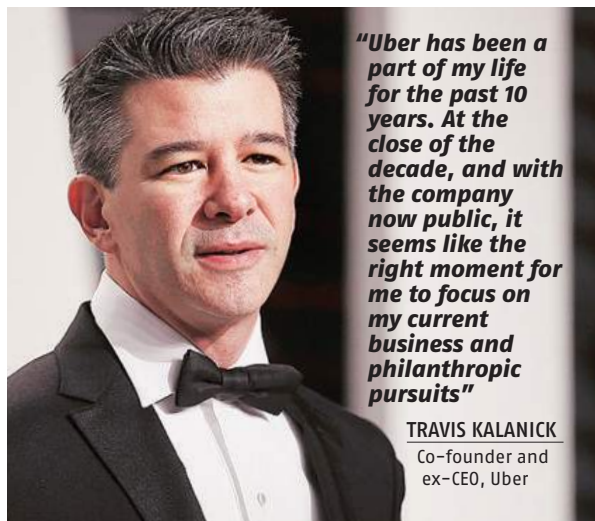 “Uber has been a
part of my life
for the past 10
years. At the
close of the
decade, and with
the company
now public, it
seems like the
right moment for
me to focus on
my current
business and
philanthropic
pursuits”
TRAVIS KALANICK
Co-founder and
ex-CEO, Uber